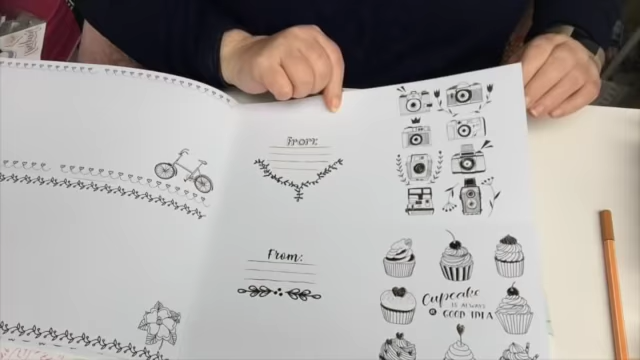 From:
From:
Cupcake
IS ALWAYS
A GOOD IDEA